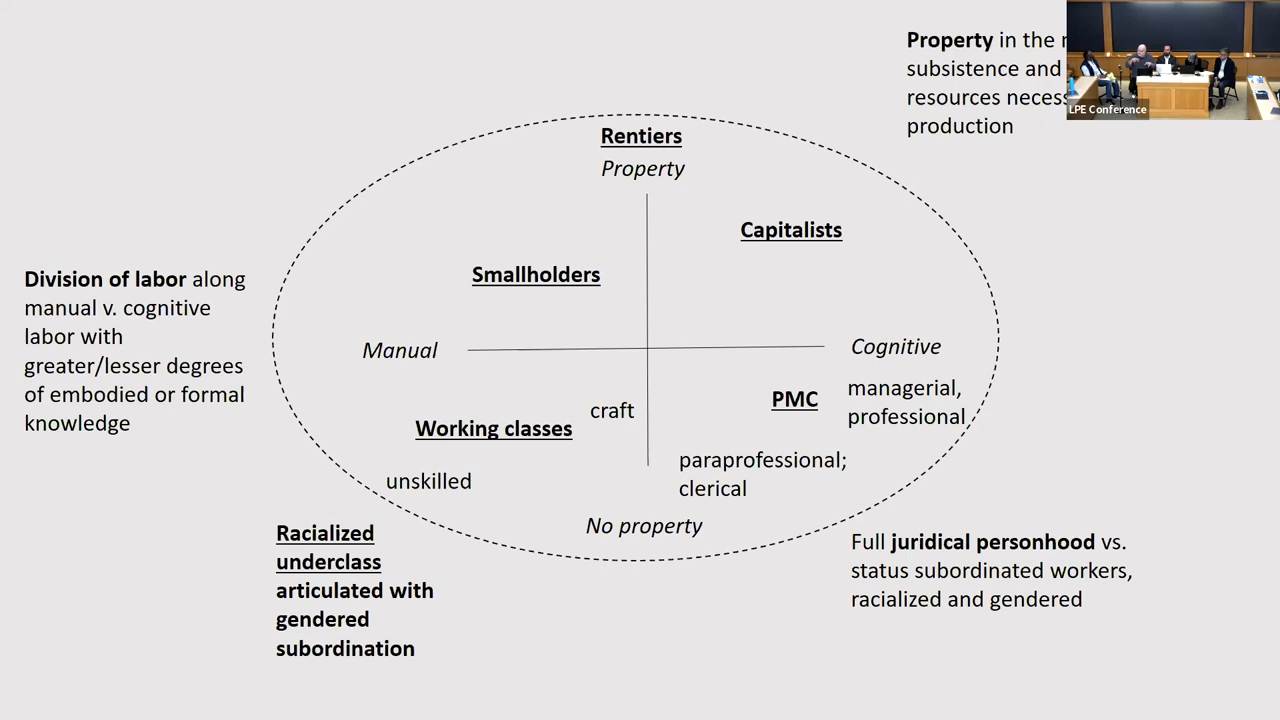 Property in the
subsistence and
resources necess
production
LPE Conference
Rentiers
Property
Capitalists
Smallholders
Division of labor along
manual v. cognitive
labor with
greater/lesser degrees
of embodied or formal
knowledge
Manual
Cognitive
PMC
managerial,
professional
craft
Working classes
paraprofessional;
clerical
unskilled
No property
Racialized
underclass
articulated with
gendered
subordination
Full juridical personhood vs.
status subordinated workers,
racialized and gendered